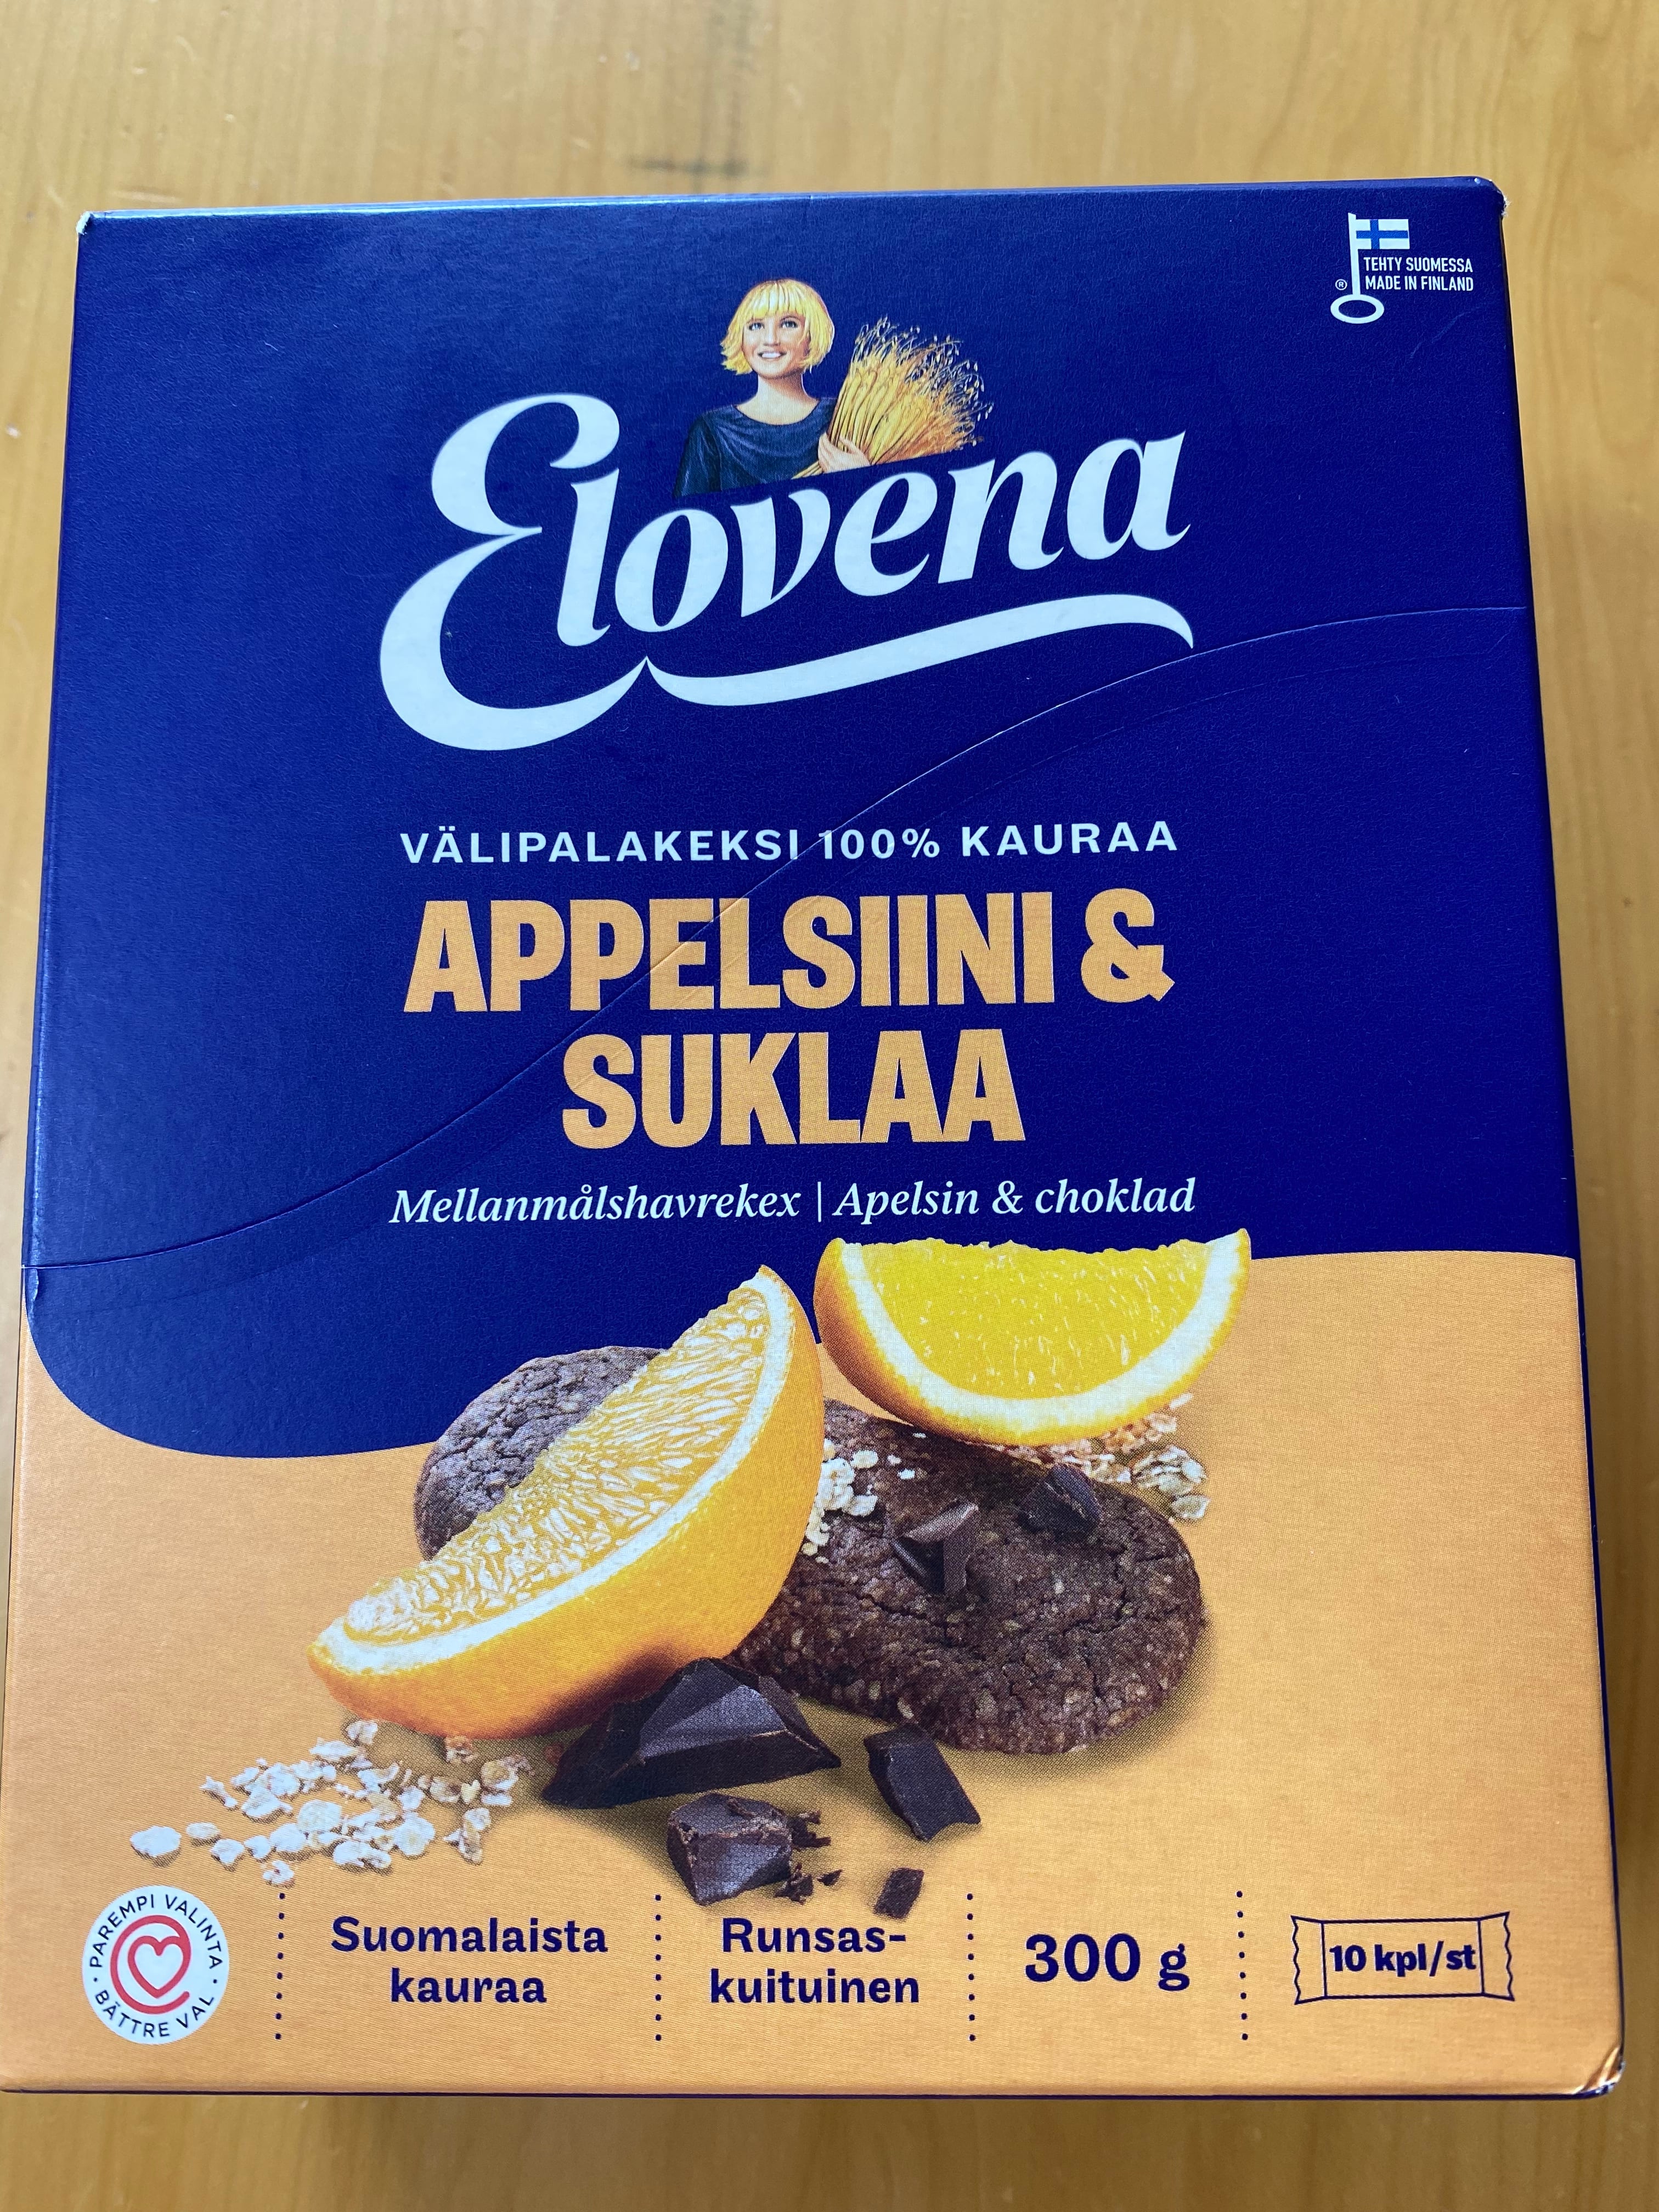 TEHTY SUOMESSA
® MADE IN FINLAND
Elovena
VÄLIPALAKEKSI 100% KAURAA
APPELSIINI &
SUKLAA
Mellanmålshavrekex | Apelsin & choklad
PAREMPI VALINTA
BÄTTRE VAL
Suomalaista
kauraa
Runsas-
kuituinen
300 g
10 kpl/st